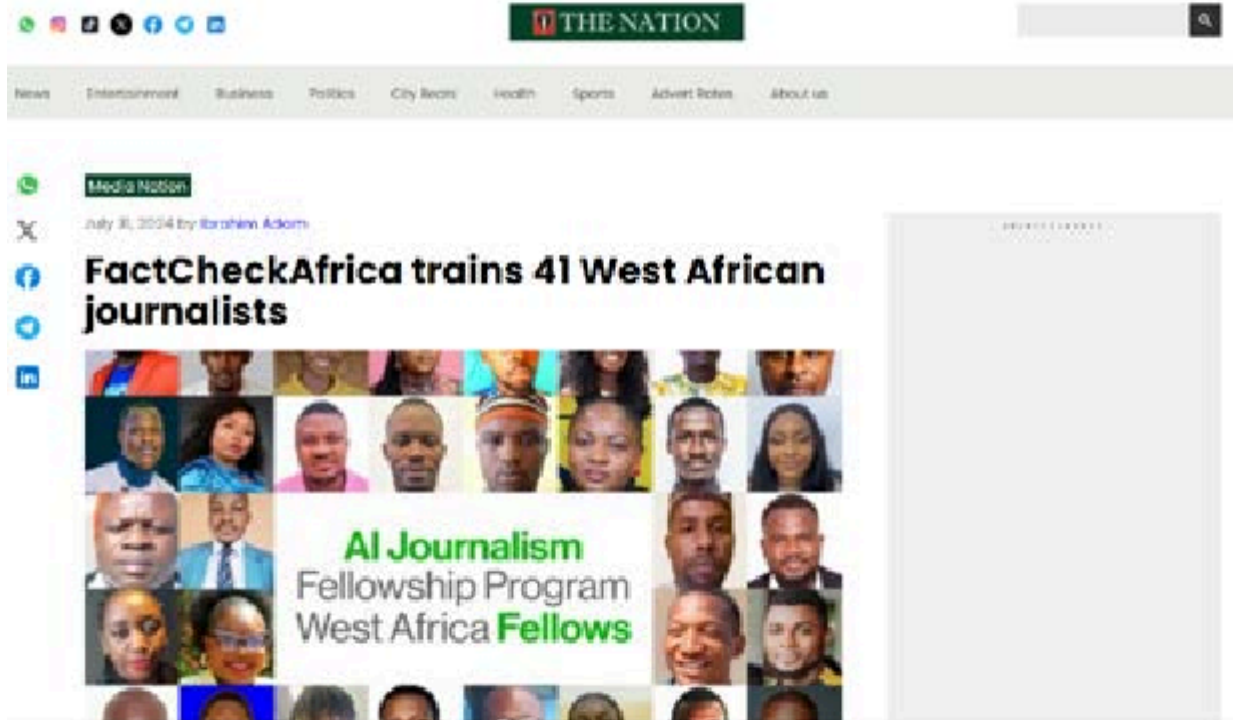 THE NATION
News Entertainment Business Politics City Beats Health Sports Advert Rates About us
Media Nation
July 31, 2024 by Ibrahim Adam
FactCheckAfrica trains 41 West African
journalists
ADVERTISEMENT
AI Journalism
Fellowship Program
West Africa Fellows